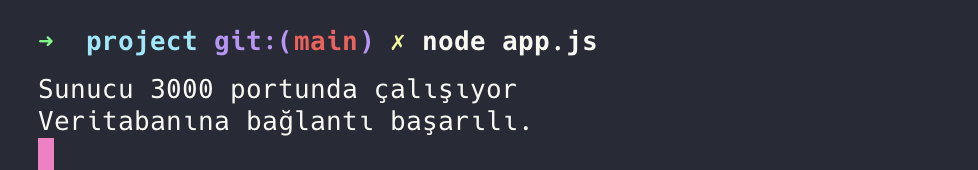 ➜  project git:(main) ✗ node app.js
Sunucu 3000 portunda çalışıyor
Veritabanına bağlantı başarılı.